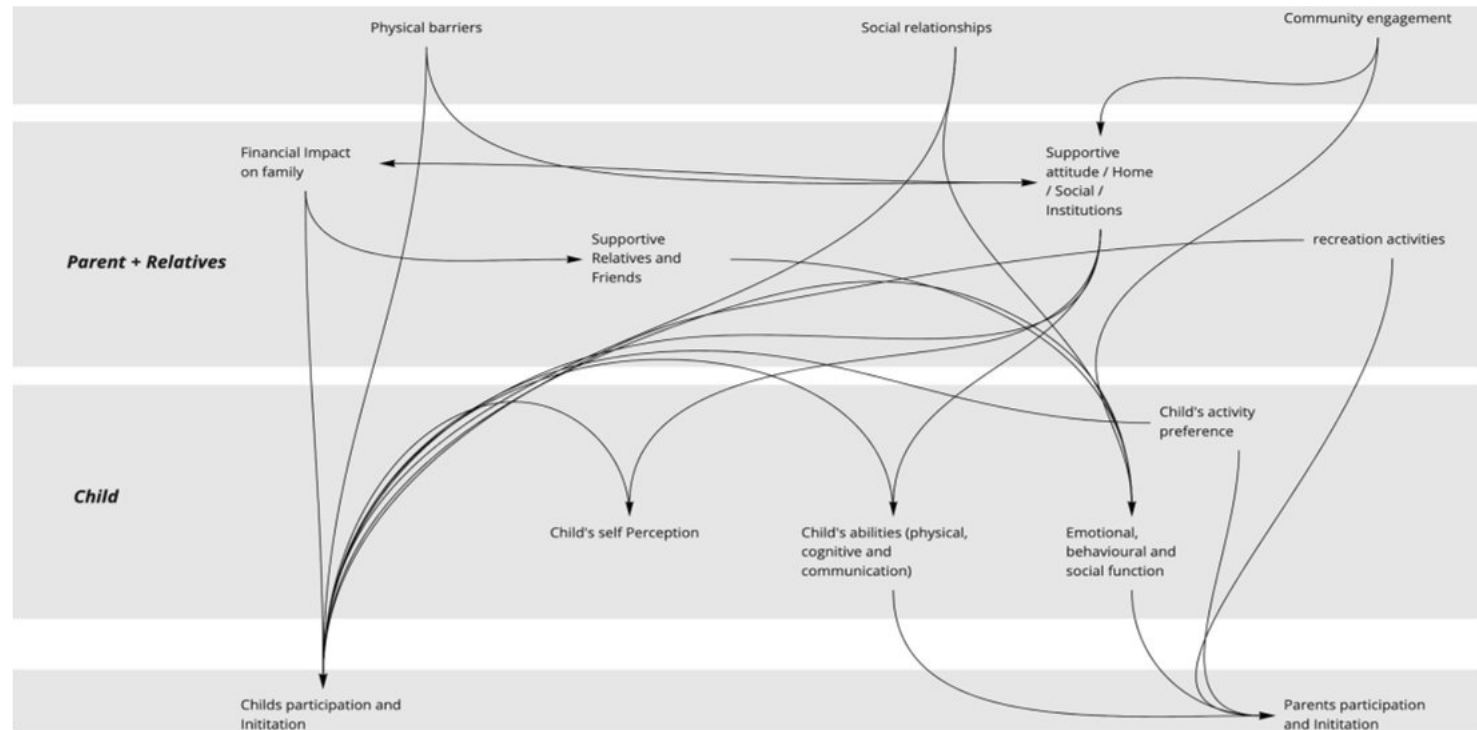 Physical barriers
Social relationships
Community engagement
Financial Impact
on family
Supportive
attitude / Home
/ Social /
Institutions
Parent + Relatives
Supportive
Relatives and
Friends
recreation activities
Child's activity
preference
Child
Child's self Perception
Child's abilities (physical,
cognitive and
communication)
Emotional,
behavioural and
social function
Childs participation and
Inititation
Parents participation
and Inititation